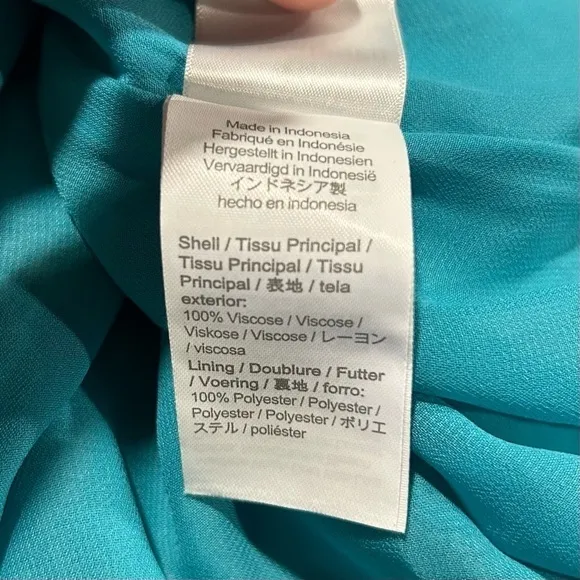 Made in Indonesia
Fabriqué en Indonésie
Hergestellt in Indonesien
Vervaardigd in Indonesië
インドネシア製
hecho en indonesia
Shell / Tissu Principal /
Tissu Principal / Tissu
Principal / 表地 / tela
exterior:
100% Viscose / Viscose /
Viskose / Viscose / レーヨン
/ viscosa
Lining / Doublure / Futter
/ Voering / 裏地 / forro:
100% Polyester / Polyester /
Polyester / Polyester / ポリエ
ステル / poliéster